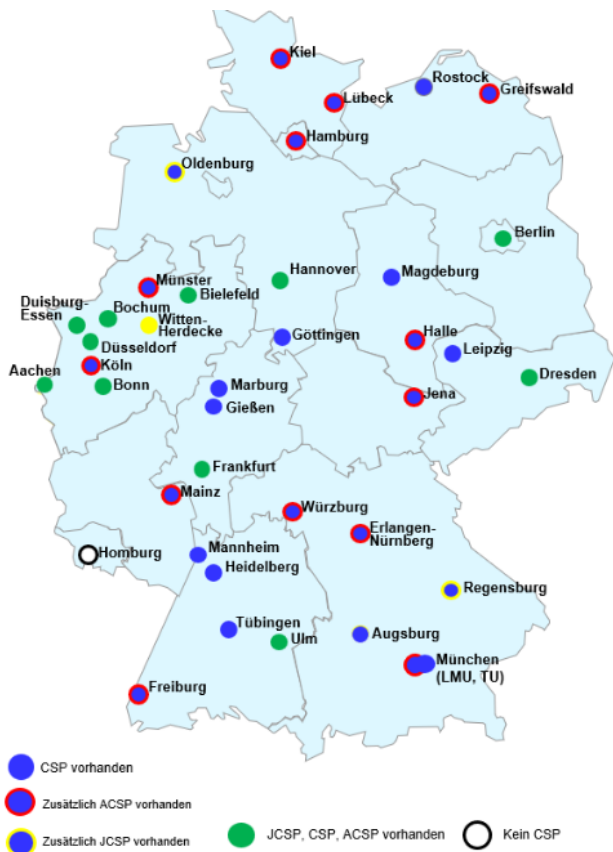 Kiel
Rostock
Lübeck
Greifswald
Hamburg
Oldenburg
Berlin
Hannover
Magdeburg
Münster
Bielefeld
Duisburg-
Essen
Bochum
Witten-
Herdecke
Göttingen
Halle
Düsseldorf
Leipzig
Köln
Aachen
Bonn
Marburg
Dresden
Gießen
Jena
Frankfurt
Mainz
Würzburg
Erlangen-
Nürnberg
Homburg
Mannheim
Heidelberg
Regensburg
Tübingen
Ulm
Augsburg
München
(LMU, TU)
Freiburg
CSP vorhanden
Zusätzlich ACSP vorhanden
Zusätzlich JCSP vorhanden
JCSP, CSP, ACSP vorhanden
Kein CSP